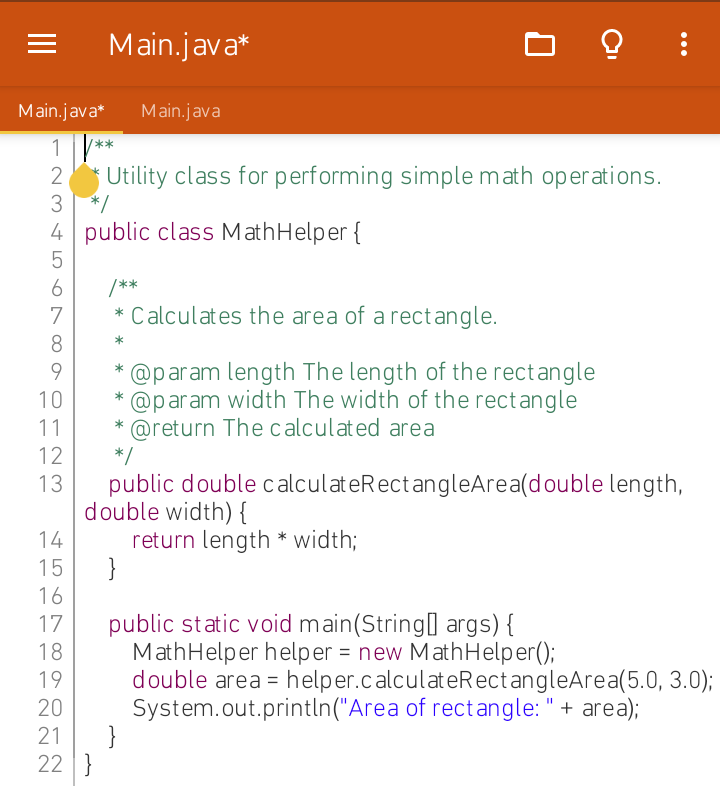 Main.java*
Main.java* Main.java
1 /**
2 * Utility class for performing simple math operations.
3 */
4 public class MathHelper {
5
6 /**
7 * Calculates the area of a rectangle.
8 *
9 * @param length The length of the rectangle
10 * @param width The width of the rectangle
11 * @return The calculated area
12 */
13 public double calculateRectangleArea(double length,
double width) {
14 return length * width;
15 }
16
17 public static void main(String[] args) {
18 MathHelper helper = new MathHelper();
19 double area = helper.calculateRectangleArea(5.0, 3.0);
20 System.out.println("Area of rectangle: " + area);
21 }
22 }